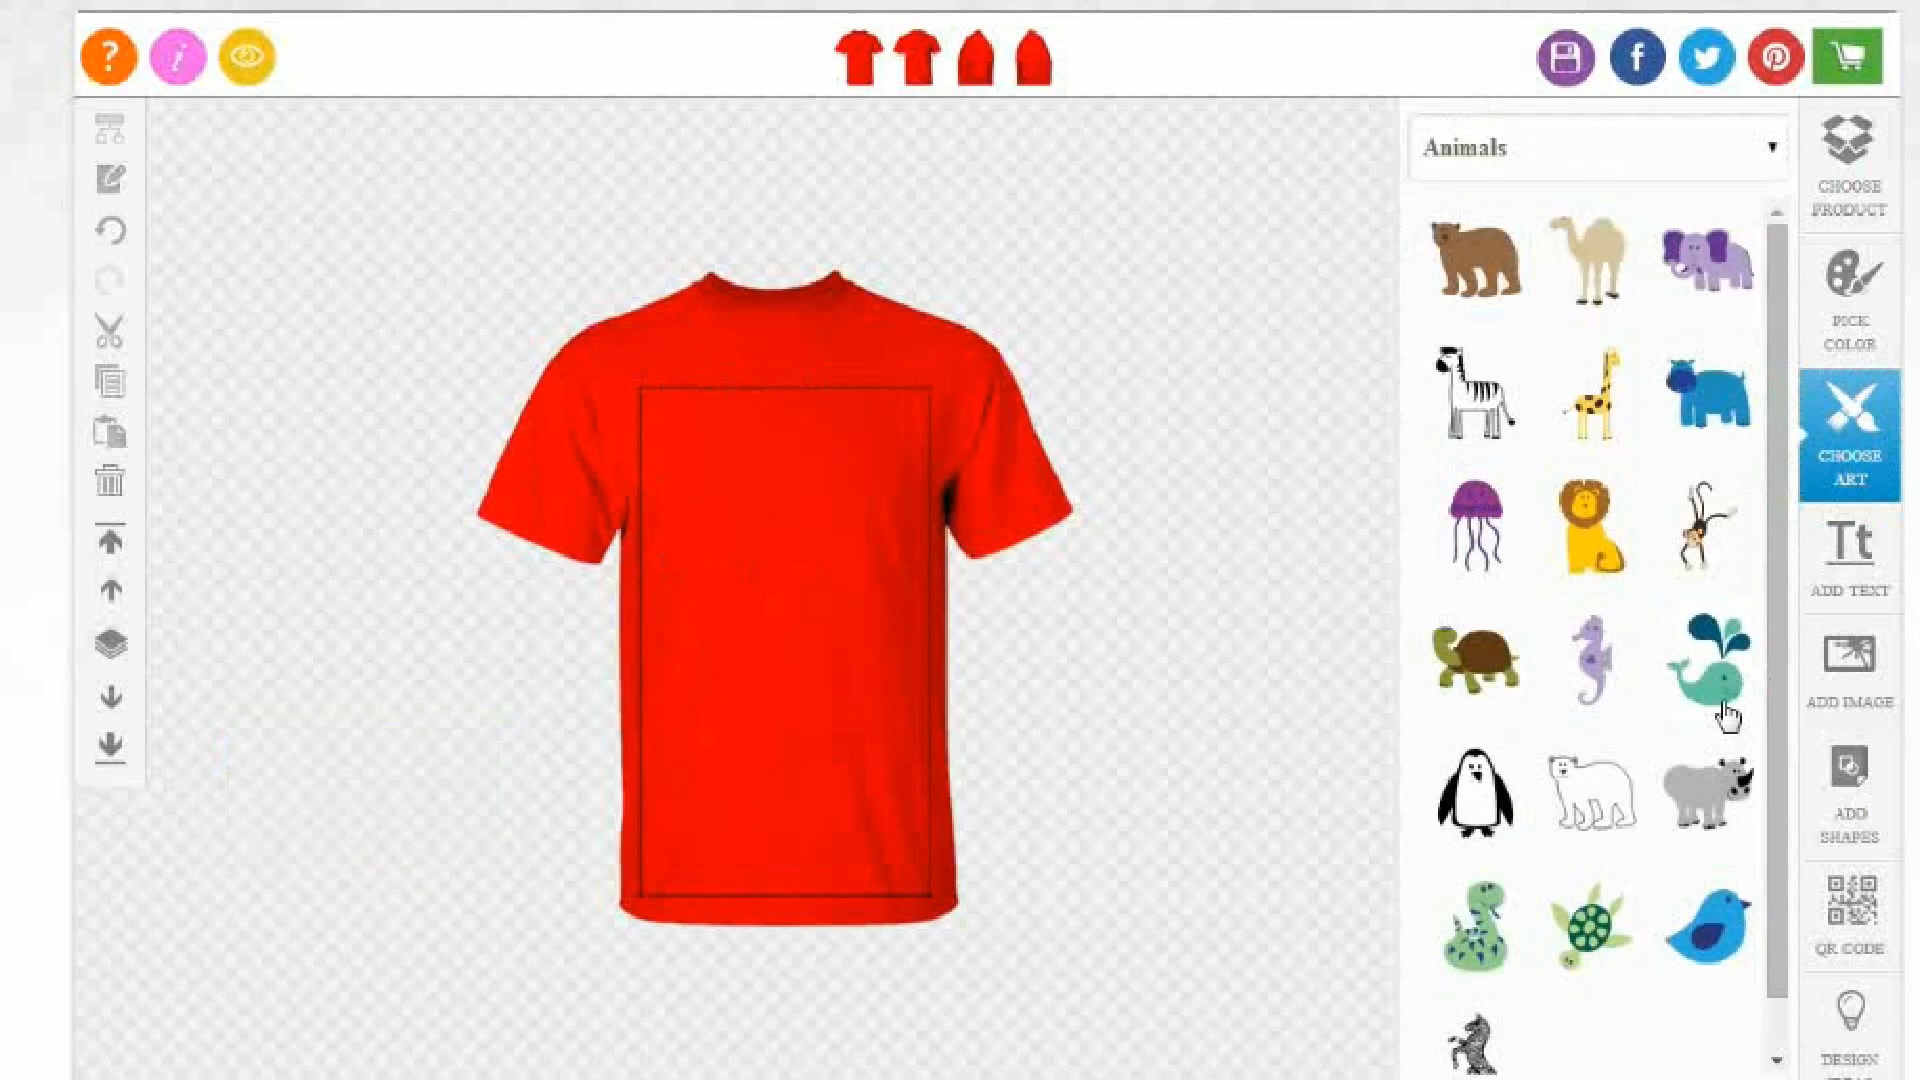 ?
i
f
Animals
CHOOSE
PRODUCT
PICK
COLOR
CHOOSE
ART
Tt
ADD TEXT
ADD IMAGE
ADD
SHAPES
QR CODE
DESIGN